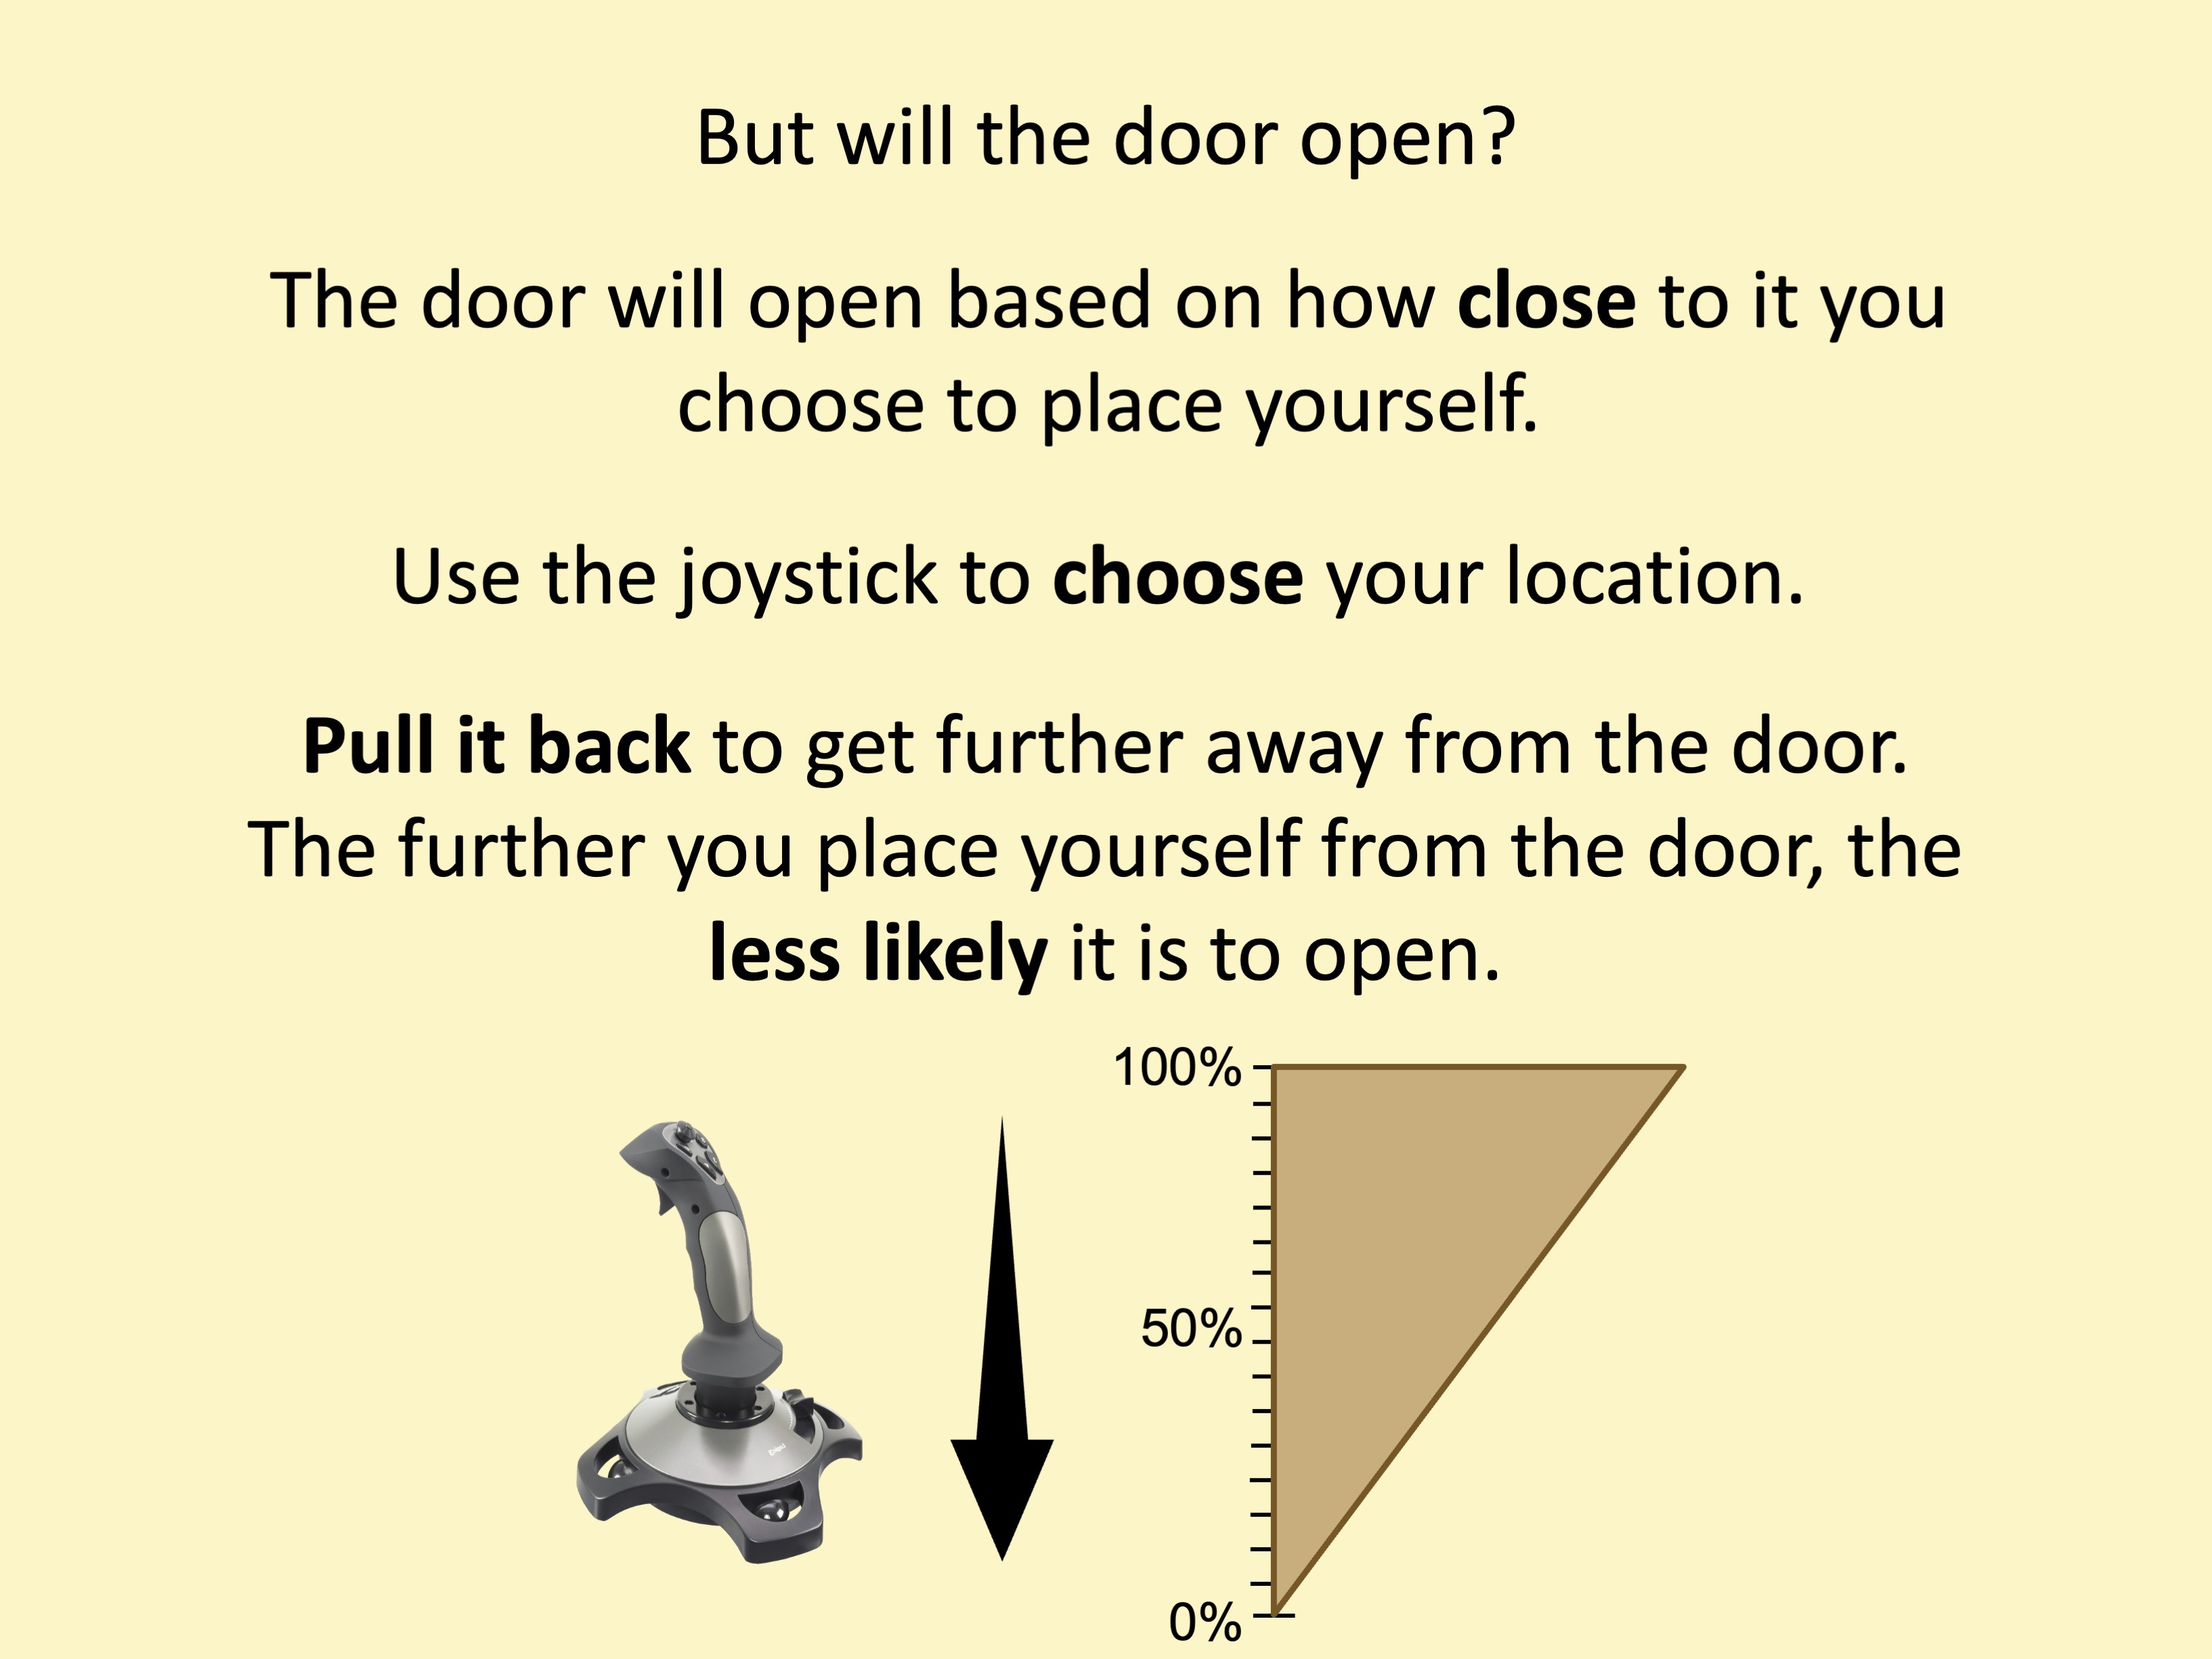 But will the door open?
The door will open based on how close to it you
choose to place yourself.
Use the joystick to choose your location.
Pull it back to get further away from the door.
The further you place yourself from the door, the
less likely it is to open.
100%
50%
0%